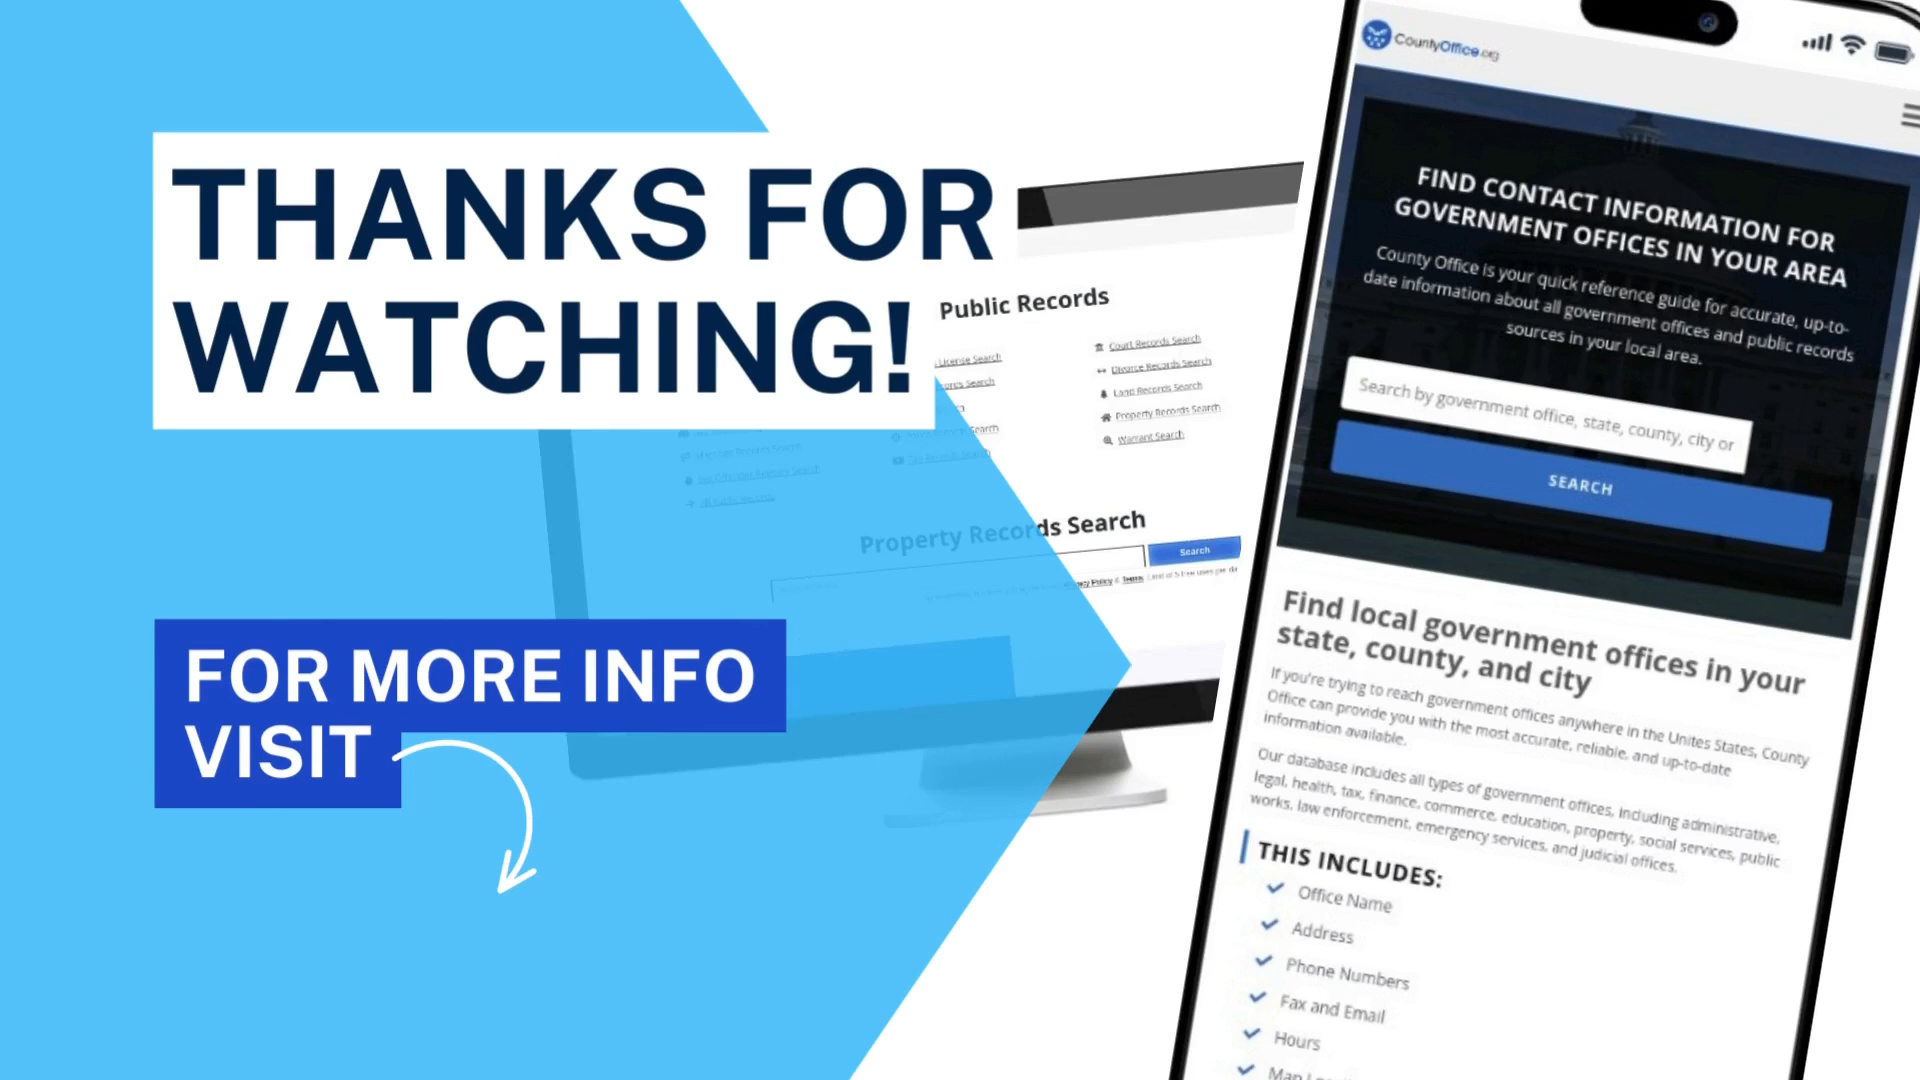 THANKS FOR
WATCHING!
FOR MORE INFO
VISIT
Public Records
License Search
Search
Search
Court Records Search
Divorce Records Search
Land Records Search
Property Records Search
Warrant Search
Property Records Search
Search
Policy & Terms
CountyOffice.org
FIND CONTACT INFORMATION FOR
GOVERNMENT OFFICES IN YOUR AREA
County Office is your quick reference guide for accurate, up-to-
date information about all government offices and public records
sources in your local area.
Search by government office, state, county, city or
SEARCH
Find local government offices in your
state, county, and city
If you're trying to reach government offices anywhere in the Unites States, County
Office can provide you with the most accurate, reliable, and up-to-date
information available.
Our database includes all types of government offices, including administrative,
legal, health, tax, finance, commerce, education, property, social services, public
works, law enforcement, emergency services, and judicial offices.
THIS INCLUDES:
Office Name
Address
Phone Numbers
Fax and Email
Hours